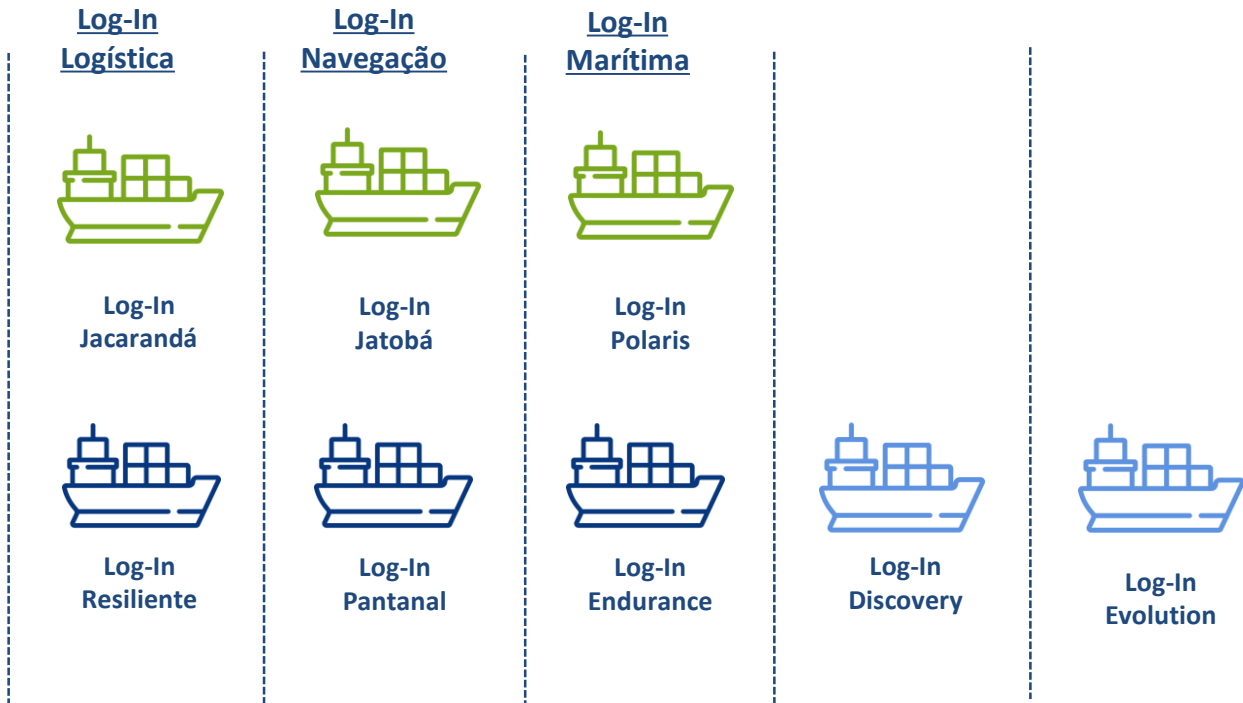 Log-In
Logística
Log-In
Navegação
Log-In
Marítima
Log-In
Jacarandá
Log-In
Jatobá
Log-In
Polaris
Log-In
Resiliente
Log-In
Pantanal
Log-In
Endurance
Log-In
Discovery
Log-In
Evolution